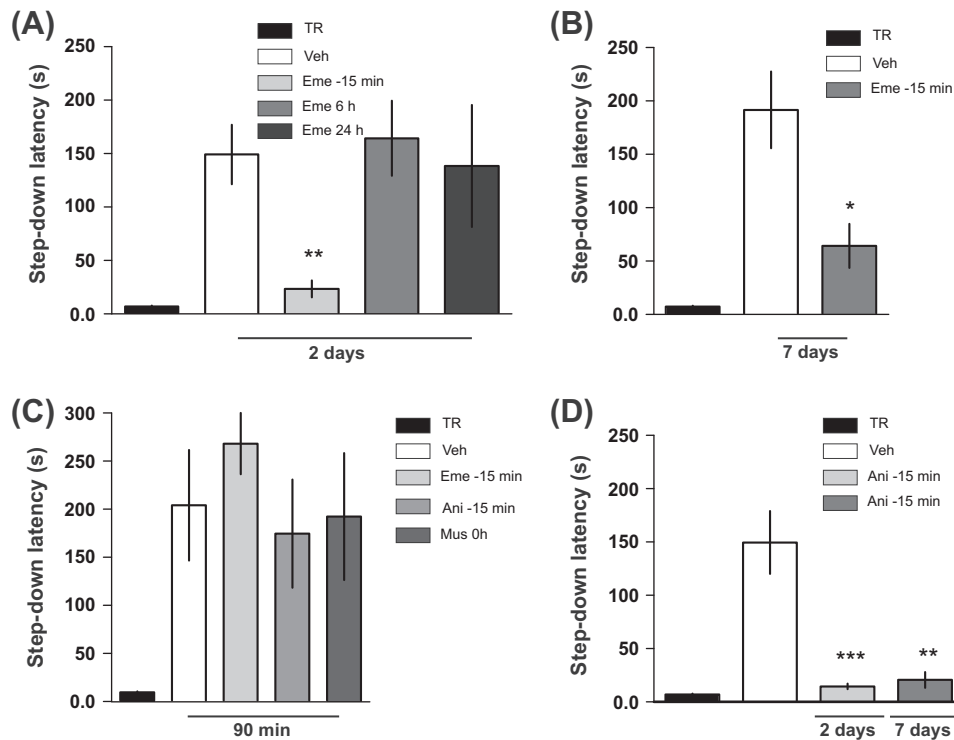 (A)
TR
Veh
Eme -15 min
Eme 6 h
Eme 24 h
Step-down latency (s)
250
200
150
100
50
0.0
**
2 days
(B)
TR
Veh
Eme -15 min
Step-down latency (s)
250
200
150
100
50
0.0
*
7 days
(C)
TR
Veh
Eme -15 min
Ani -15 min
Mus 0h
Step-down latency (s)
300
250
200
150
100
50
0.0
90 min
(D)
TR
Veh
Ani -15 min
Ani -15 min
Step-down latency (s)
250
200
150
100
50
0.0
***
**
2 days
7 days